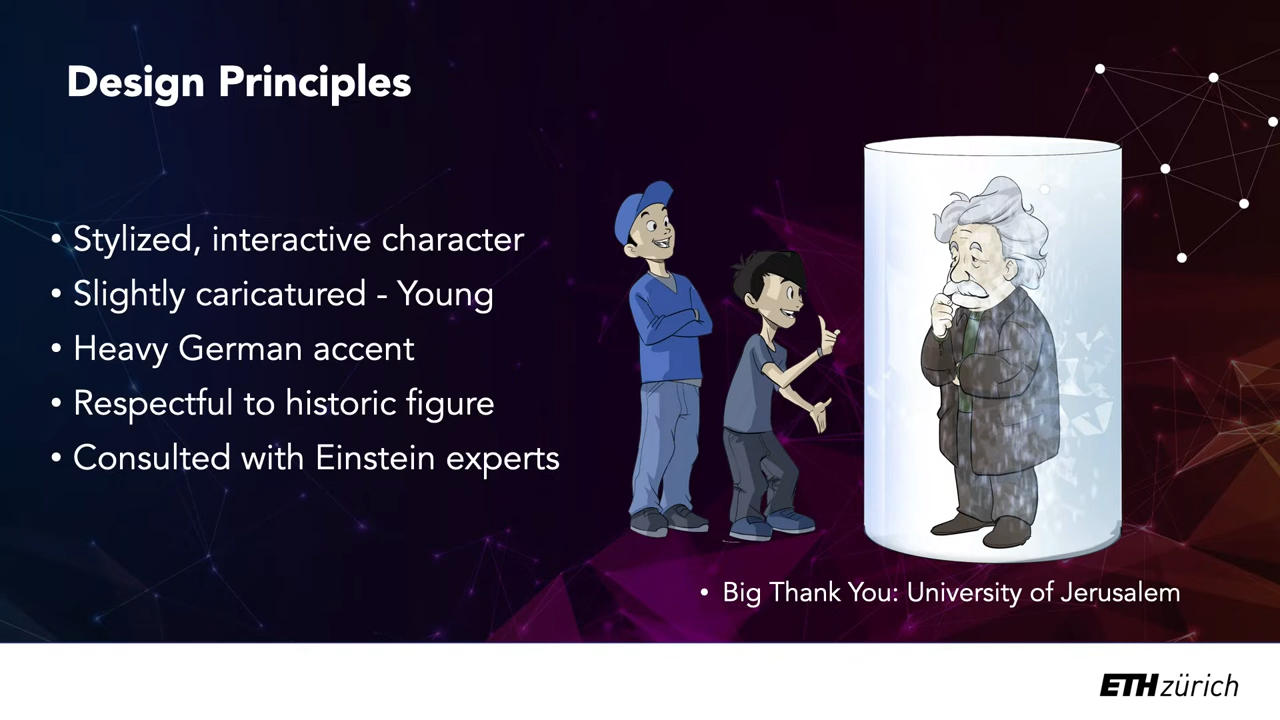 Design Principles
• Stylized, interactive character
• Slightly caricatured - Young
• Heavy German accent
• Respectful to historic figure
• Consulted with Einstein experts
• Big Thank You: University of Jerusalem
ETH zürich